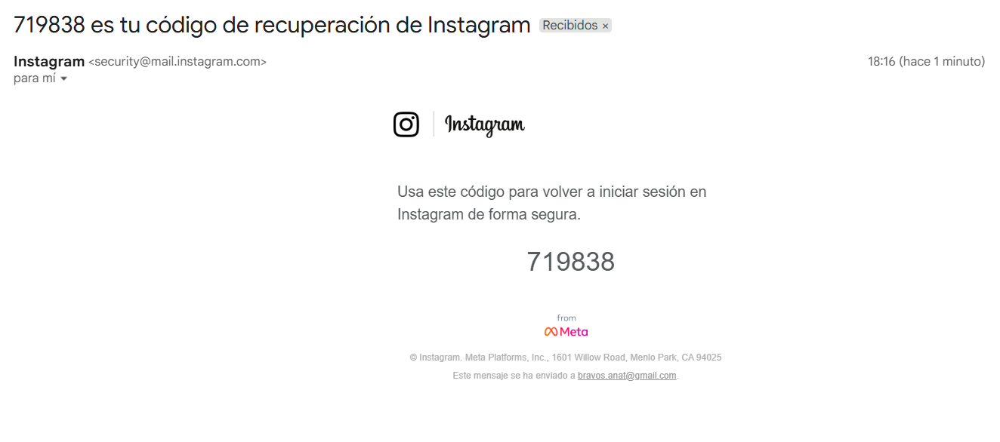 719838 es tu código de recuperación de Instagram Recibidos ×
Instagram <security@mail.instagram.com> 18:16 (hace 1 minuto)
para mí
Instagram
Usa este código para volver a iniciar sesión en
Instagram de forma segura.
719838
from
Meta
© Instagram. Meta Platforms, Inc., 1601 Willow Road, Menlo Park, CA 94025
Este mensaje se ha enviado a bravos.anat@gmail.com.